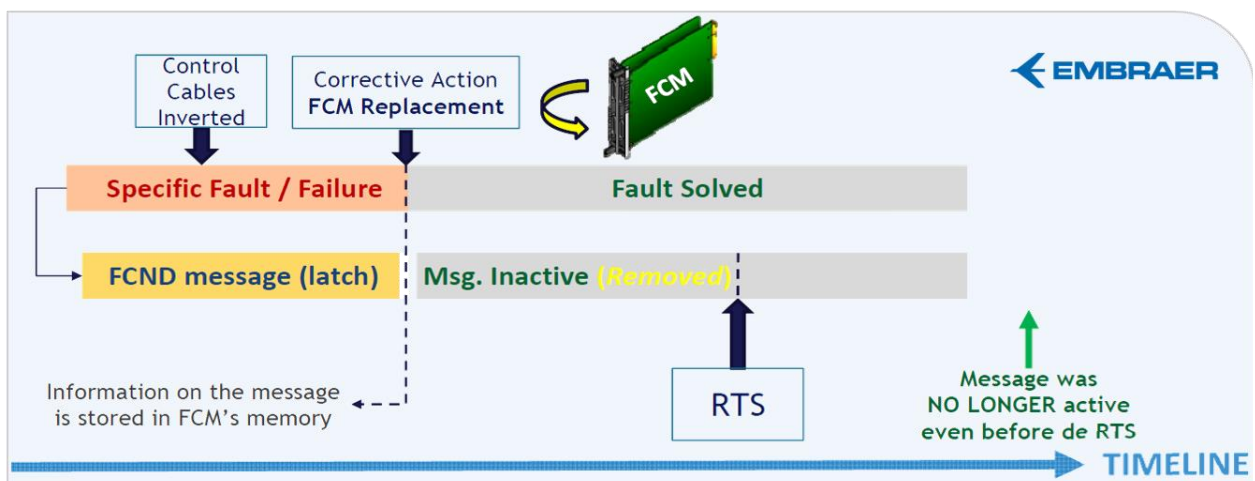 Control
Cables
Inverted
Corrective Action
FCM Replacement
FCM
EMBRAER
Specific Fault / Failure
Fault Solved
FCND message (latch)
Msg. Inactive (Removed)
Information on the message
is stored in FCM's memory
RTS
Message was
NO LONGER active
even before de RTS
TIMELINE